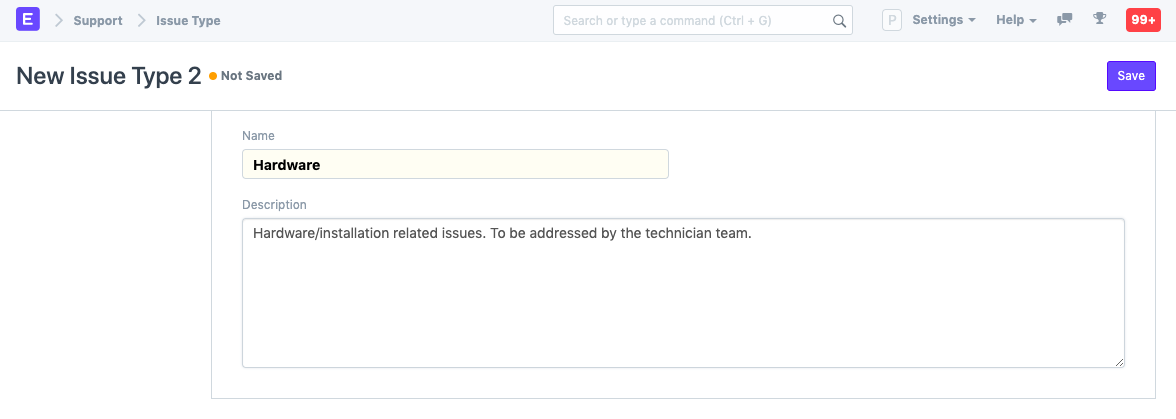 E Support Issue Type Search or type a command (Ctrl + G) P Settings Help 99+
New Issue Type 2 Not Saved Save
Name
Hardware
Description
Hardware/installation related issues. To be addressed by the technician team.